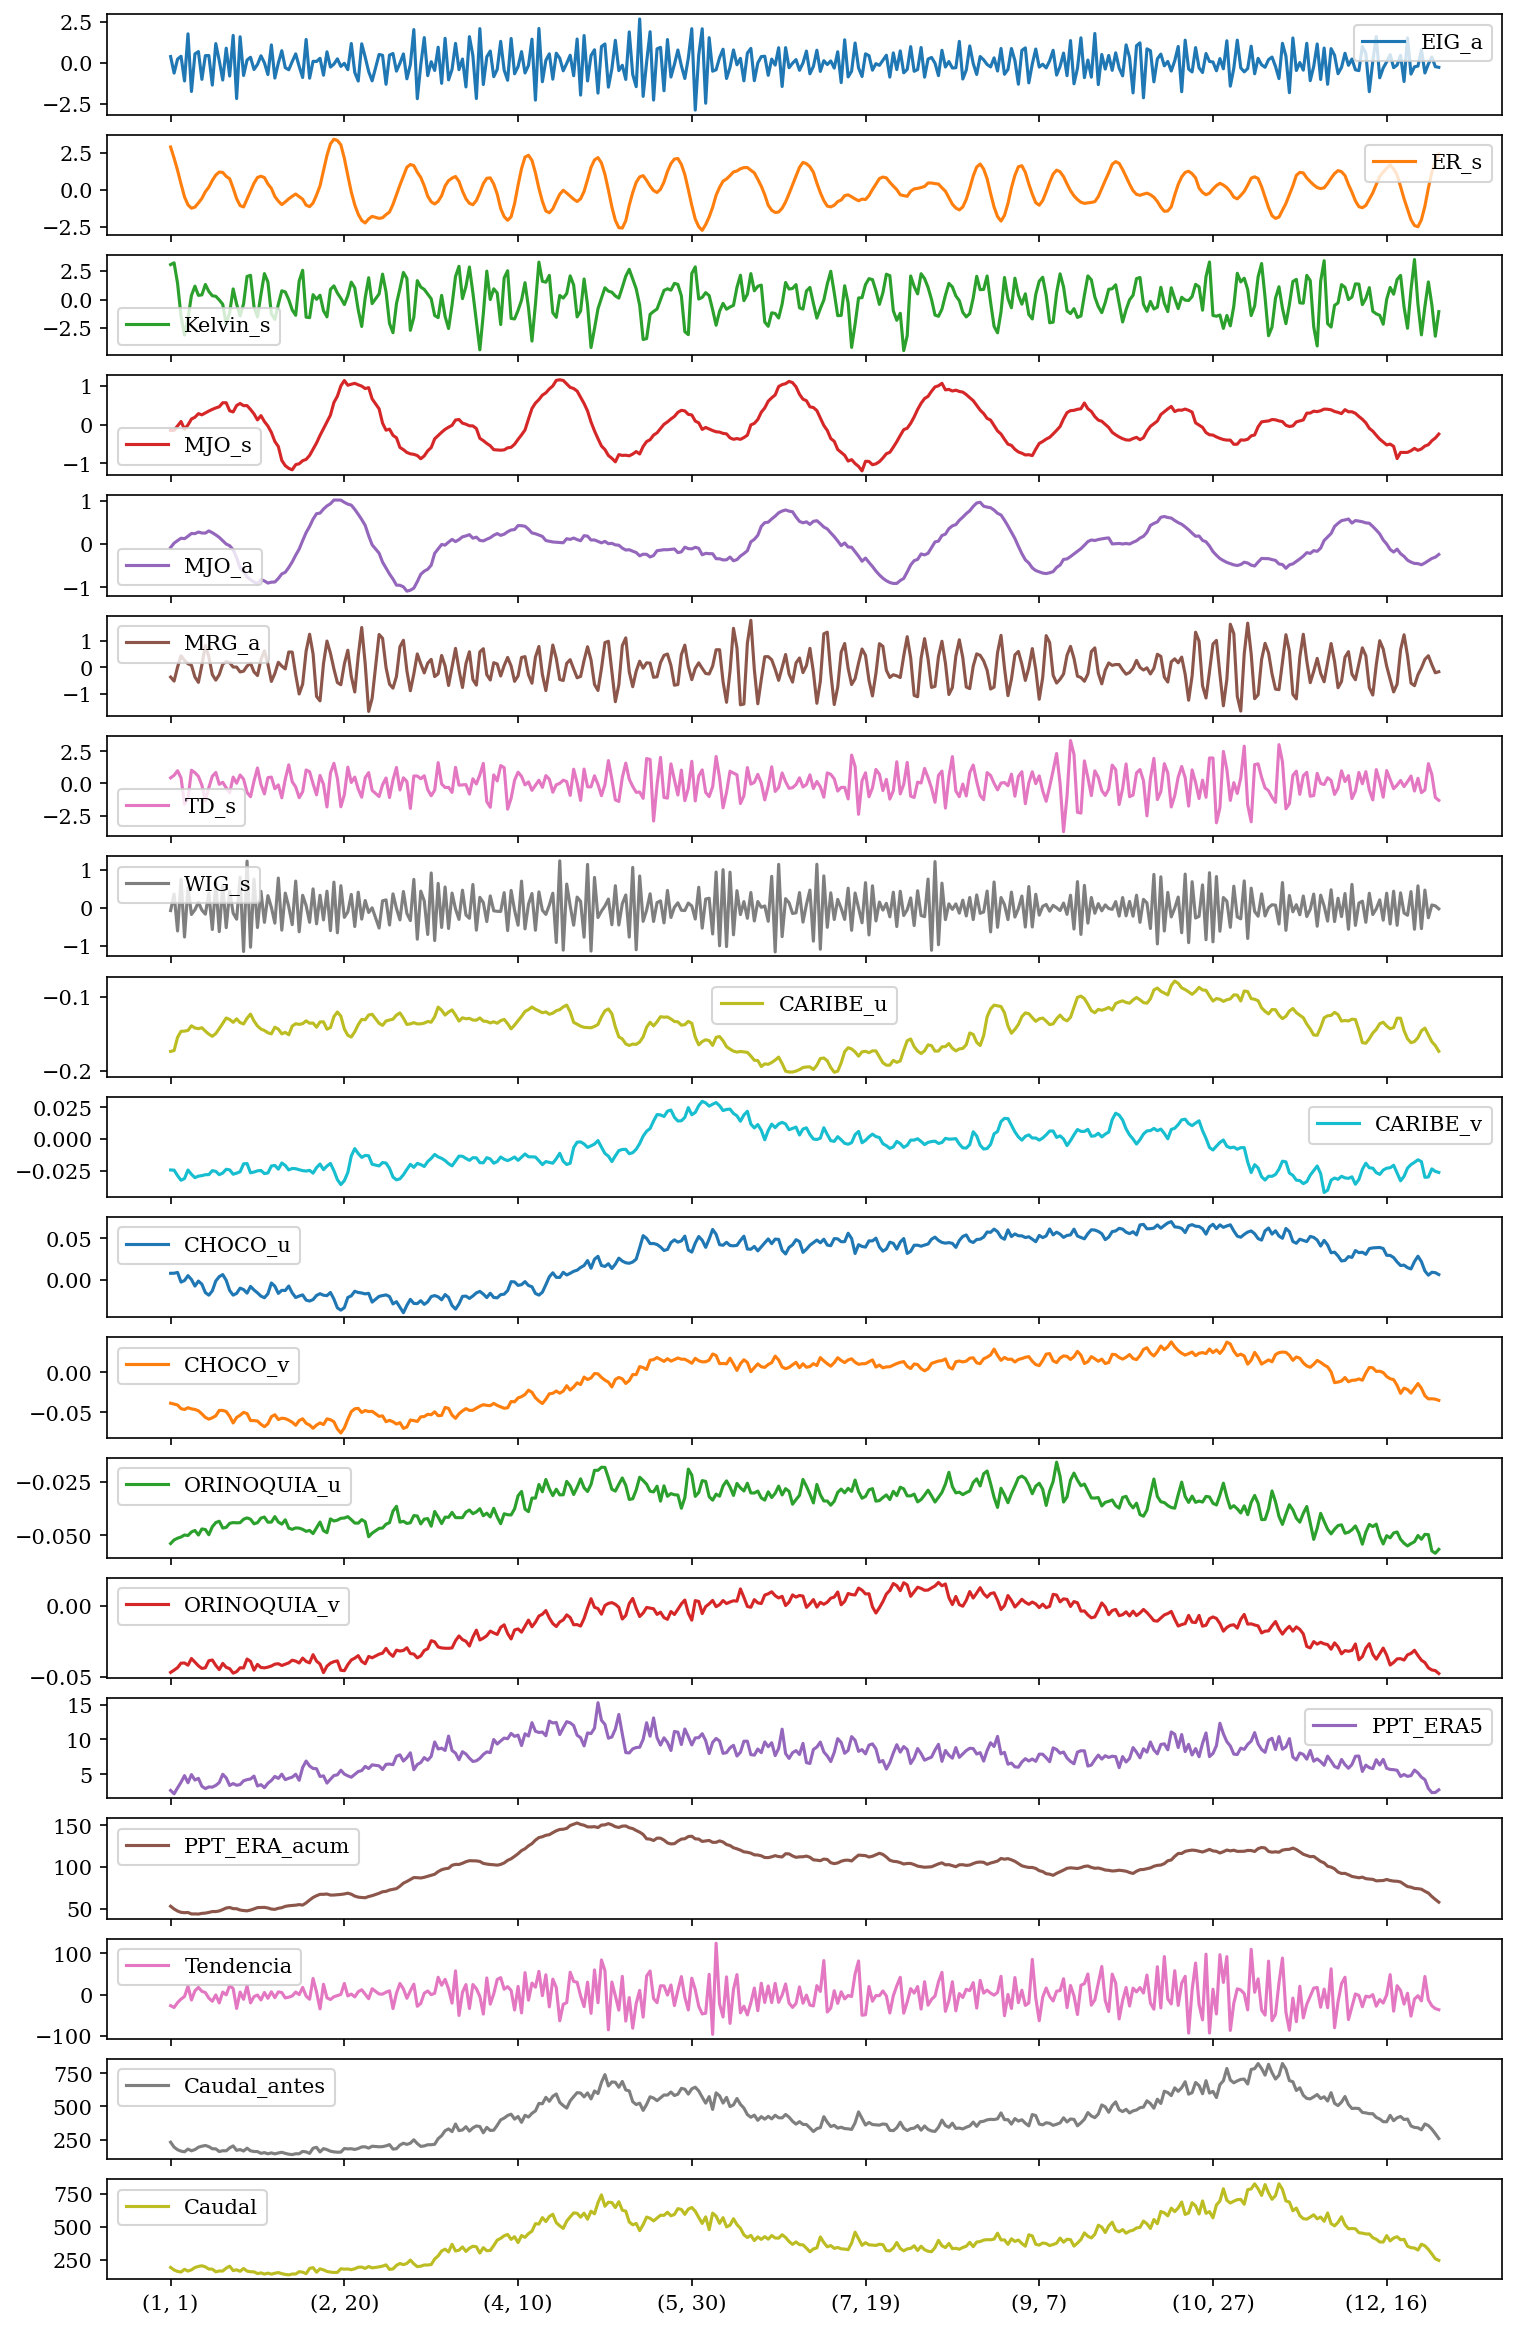 2.5
0.0
−2.5
EIG_a
2.5
0.0
−2.5
ER_s
2.5
0.0
−2.5
Kelvin_s
1
0
−1
MJO_s
1
0
−1
MJO_a
1
0
−1
MRG_a
2.5
0.0
−2.5
TD_s
1
0
−1
WIG_s
−0.1
−0.2
CARIBE_u
0.025
0.000
−0.025
CARIBE_v
0.05
0.00
CHOCO_u
0.00
−0.05
CHOCO_v
−0.025
−0.050
ORINOQUIA_u
0.00
−0.05
ORINOQUIA_v
15
10
5
PPT_ERA5
150
100
50
PPT_ERA_acum
100
0
−100
Tendencia
750
500
250
Caudal_antes
750
500
250
Caudal
(1, 1) (2, 20) (4, 10) (5, 30) (7, 19) (9, 7) (10, 27) (12, 16)